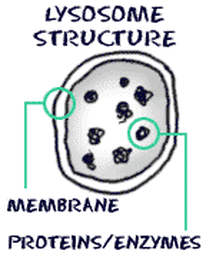 LYSOSOME
STRUCTURE
MEMBRANE
PROTEINS/ENZYMES